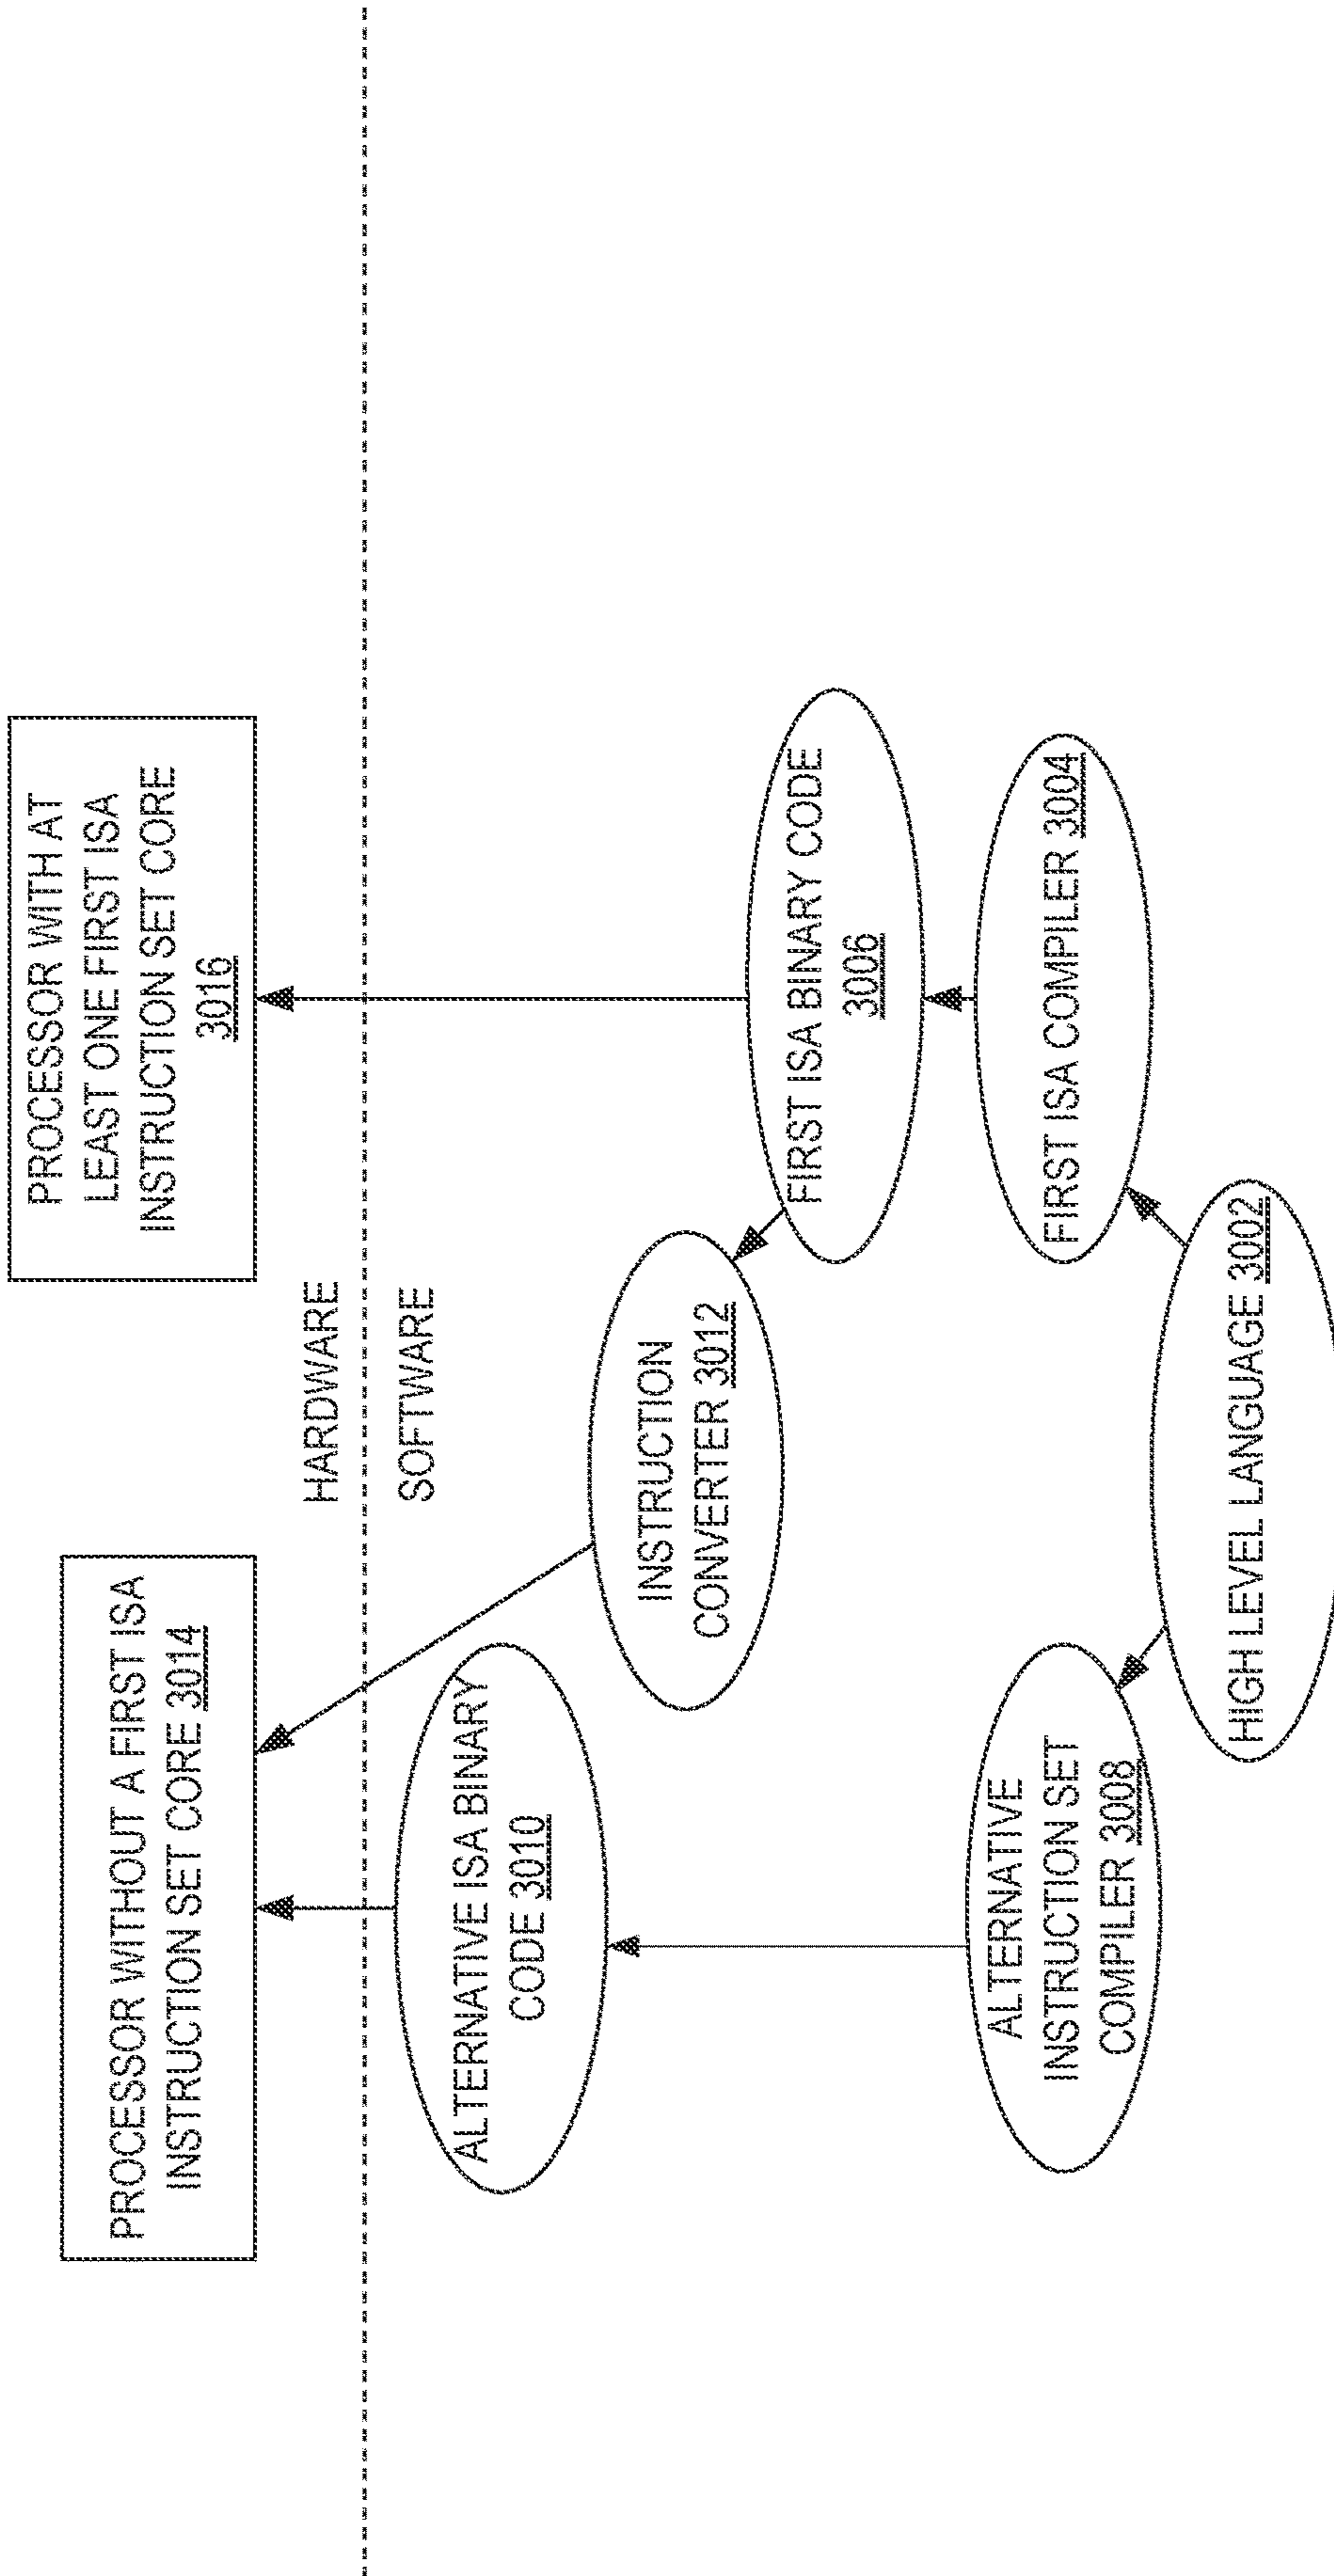 PROCESSOR WITHOUT A FIRST ISA
INSTRUCTION SET CORE 3014
PROCESSOR WITH AT
LEAST ONE FIRST ISA
INSTRUCTION SET CORE
3016
HARDWARE
SOFTWARE
ALTERNATIVE ISA BINARY
CODE 3010
INSTRUCTION
CONVERTER 3012
FIRST ISA BINARY CODE
3006
ALTERNATIVE
INSTRUCTION SET
COMPILER 3008
FIRST ISA COMPILER 3004
HIGH LEVEL LANGUAGE 3002